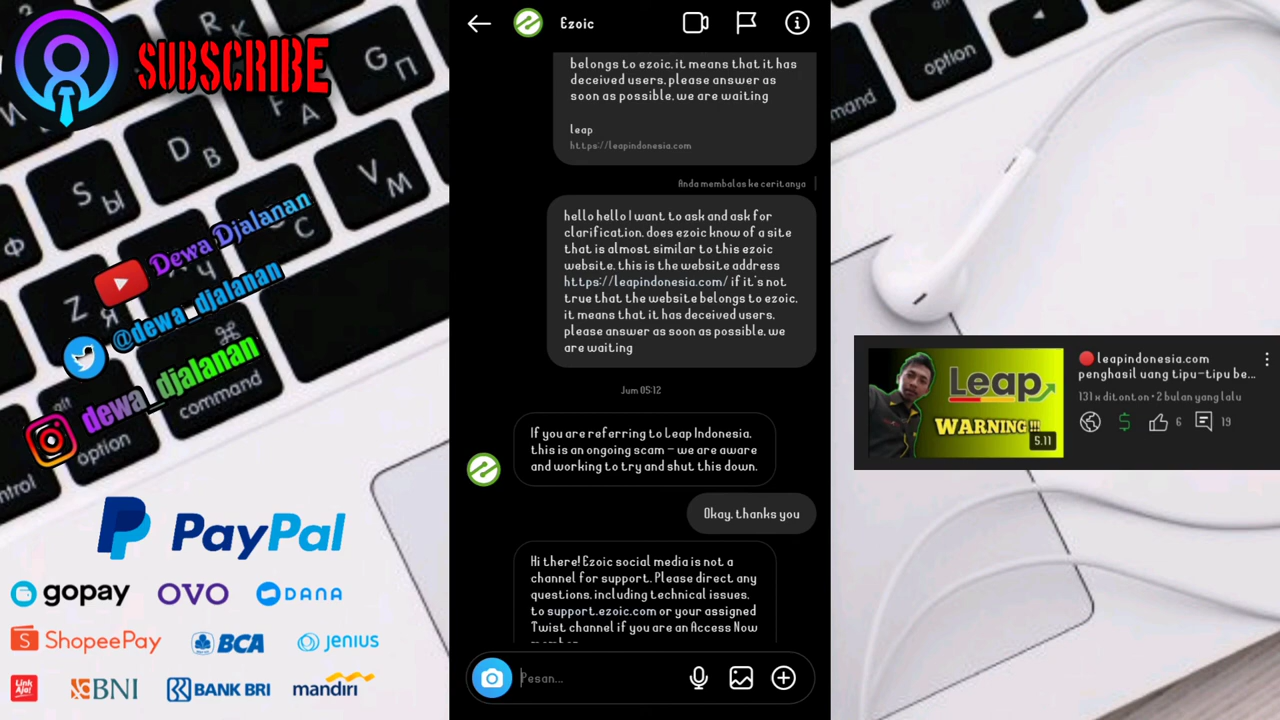 SUBSCRIBE
Dewa Djalanan
@dewa_djalanan
dewa_djalanan
PayPal
gopay
OVO
DANA
ShopeePay
BCA
jenius
Link Aja!
BNI
BANK BRI
mandiri
Ezoic
belongs to ezoic, it means that it has
deceived users, please answer as
soon as possible, we are waiting
leap
https://leapindonesia.com
Anda membalas ke ceritanya
hello hello I want to ask and ask for
clarification, does ezoic know of a site
that is almost similar to this ezoic
website, this is the website address
https://leapindonesia.com/ if it's not
true that the website belongs to ezoic,
it means that it has deceived users,
please answer as soon as possible, we
are waiting
Jum 05:12
If you are referring to Leap Indonesia,
this is an ongoing scam - we are aware
and working to try and shut this down.
Okay, thanks you
Hi there! Ezoic social media is not a
channel for support. Please direct any
questions, including technical issues,
to support.ezoic.com or your assigned
Twist channel if you are an Access Now
Pesan...
Leap
WARNING !!!
5.11
leapindonesia.com
penghasil uang tipu-tipu be...
131 x ditonton • 2 bulan yang lalu
6
19
option
command
option
command
option
control
alt